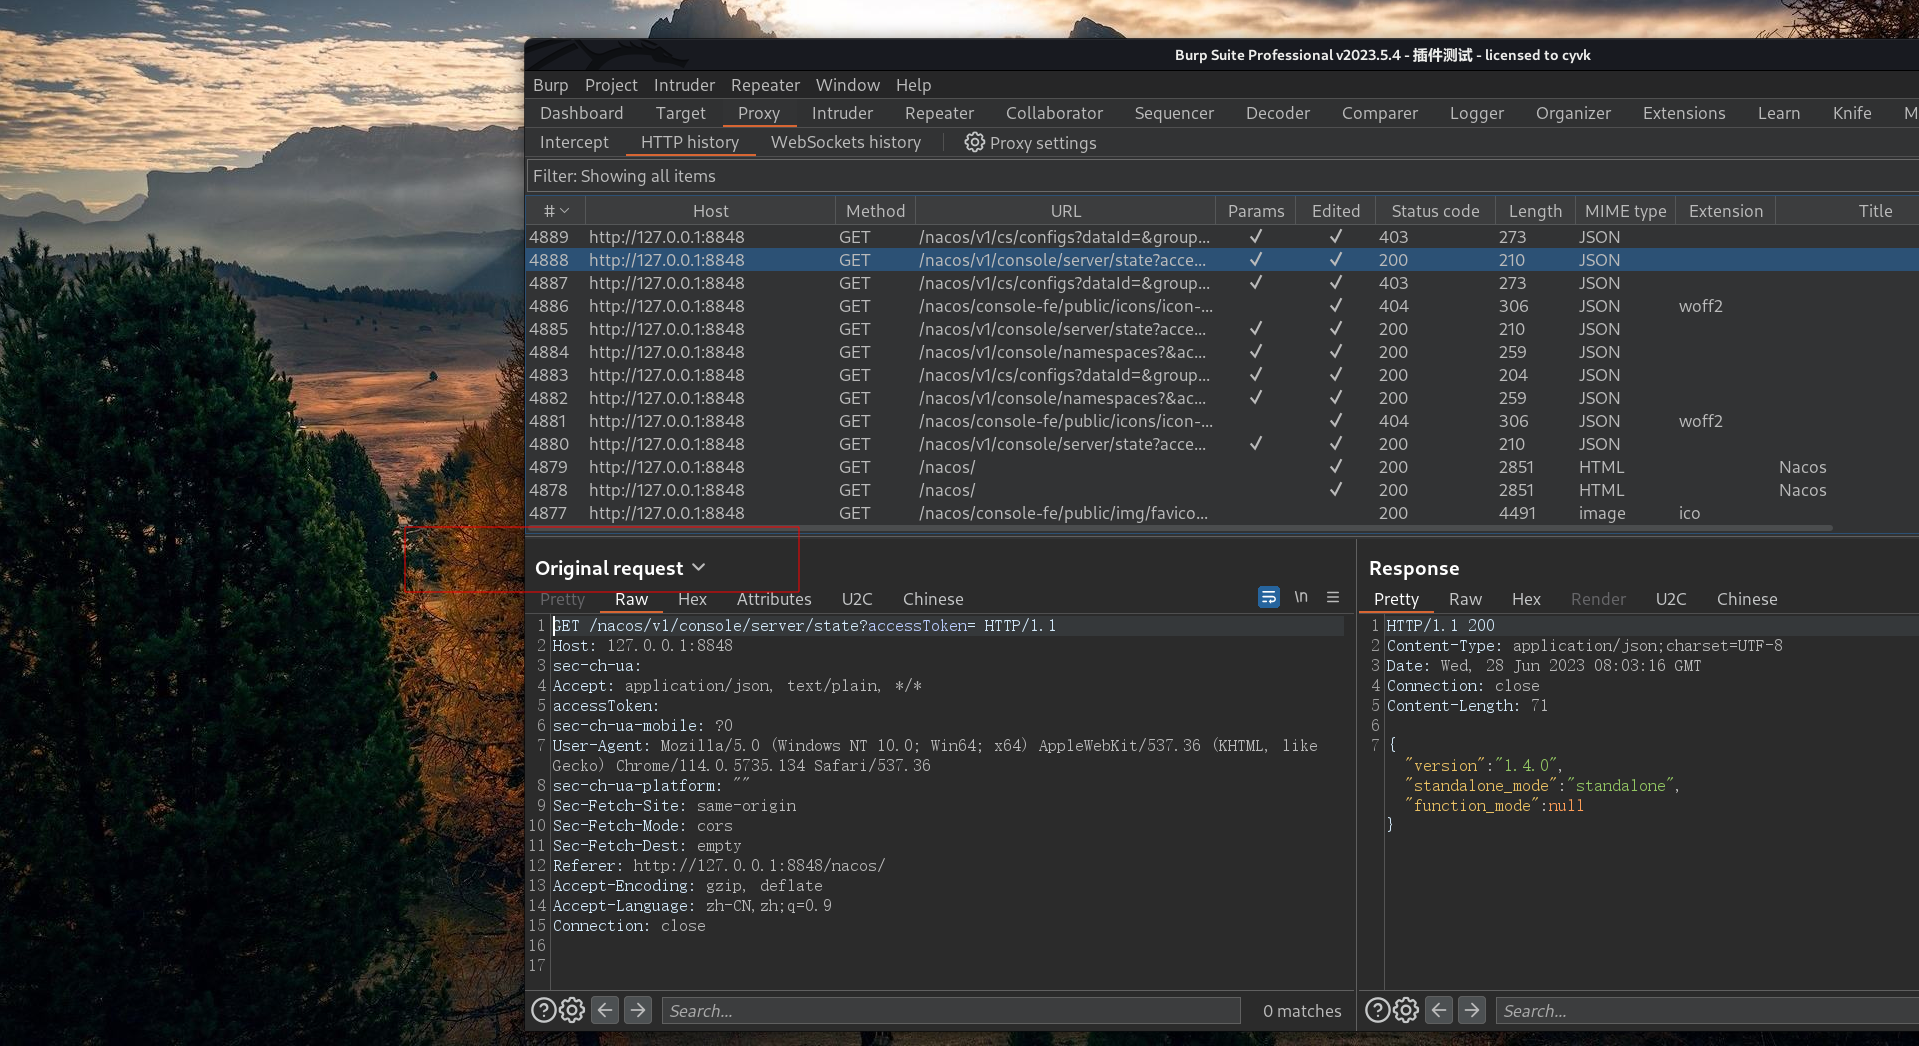 Burp Suite Professional v2023.5.4 - 插件测试 - licensed to cyvk
Burp Project Intruder Repeater Window Help
Dashboard Target Proxy Intruder Repeater Collaborator Sequencer Decoder Comparer Logger Organizer Extensions Learn Knife M
Intercept HTTP history WebSockets history Proxy settings
Filter: Showing all items
# Host Method URL Params Edited Status code Length MIME type Extension Title
4889 http://127.0.0.1:8848 GET /nacos/v1/cs/configs?dataId=&group... ✓ ✓ 403 273 JSON
4888 http://127.0.0.1:8848 GET /nacos/v1/console/server/state?acce... ✓ ✓ 200 210 JSON
4887 http://127.0.0.1:8848 GET /nacos/v1/cs/configs?dataId=&group... ✓ ✓ 403 273 JSON
4886 http://127.0.0.1:8848 GET /nacos/console-fe/public/icons/icon-... ✓ 404 306 JSON woff2
4885 http://127.0.0.1:8848 GET /nacos/v1/console/server/state?acce... ✓ ✓ 200 210 JSON
4884 http://127.0.0.1:8848 GET /nacos/v1/console/namespaces?&ac... ✓ ✓ 200 259 JSON
4883 http://127.0.0.1:8848 GET /nacos/v1/cs/configs?dataId=&group... ✓ ✓ 200 204 JSON
4882 http://127.0.0.1:8848 GET /nacos/v1/console/namespaces?&ac... ✓ ✓ 200 259 JSON
4881 http://127.0.0.1:8848 GET /nacos/console-fe/public/icons/icon-... ✓ 404 306 JSON woff2
4880 http://127.0.0.1:8848 GET /nacos/v1/console/server/state?acce... ✓ ✓ 200 210 JSON
4879 http://127.0.0.1:8848 GET /nacos/ ✓ 200 2851 HTML Nacos
4878 http://127.0.0.1:8848 GET /nacos/ ✓ 200 2851 HTML Nacos
4877 http://127.0.0.1:8848 GET /nacos/console-fe/public/img/favico... 200 4491 image ico
Original request
Pretty Raw Hex Attributes U2C Chinese \n
1 GET /nacos/v1/console/server/state?accessToken= HTTP/1.1
2 Host: 127.0.0.1:8848
3 sec-ch-ua:
4 Accept: application/json, text/plain, */*
5 accessToken:
6 sec-ch-ua-mobile: ?0
7 User-Agent: Mozilla/5.0 (Windows NT 10.0; Win64; x64) AppleWebKit/537.36 (KHTML, like
Gecko) Chrome/114.0.5735.134 Safari/537.36
8 sec-ch-ua-platform: ""
9 Sec-Fetch-Site: same-origin
10 Sec-Fetch-Mode: cors
11 Sec-Fetch-Dest: empty
12 Referer: http://127.0.0.1:8848/nacos/
13 Accept-Encoding: gzip, deflate
14 Accept-Language: zh-CN,zh;q=0.9
15 Connection: close
16
17
Search... 0 matches
Response
Pretty Raw Hex Render U2C Chinese
1 HTTP/1.1 200
2 Content-Type: application/json;charset=UTF-8
3 Date: Wed, 28 Jun 2023 08:03:16 GMT
4 Connection: close
5 Content-Length: 71
6
7 {
"version":"1.4.0",
"standalone_mode":"standalone",
"function_mode":null
}
Search...